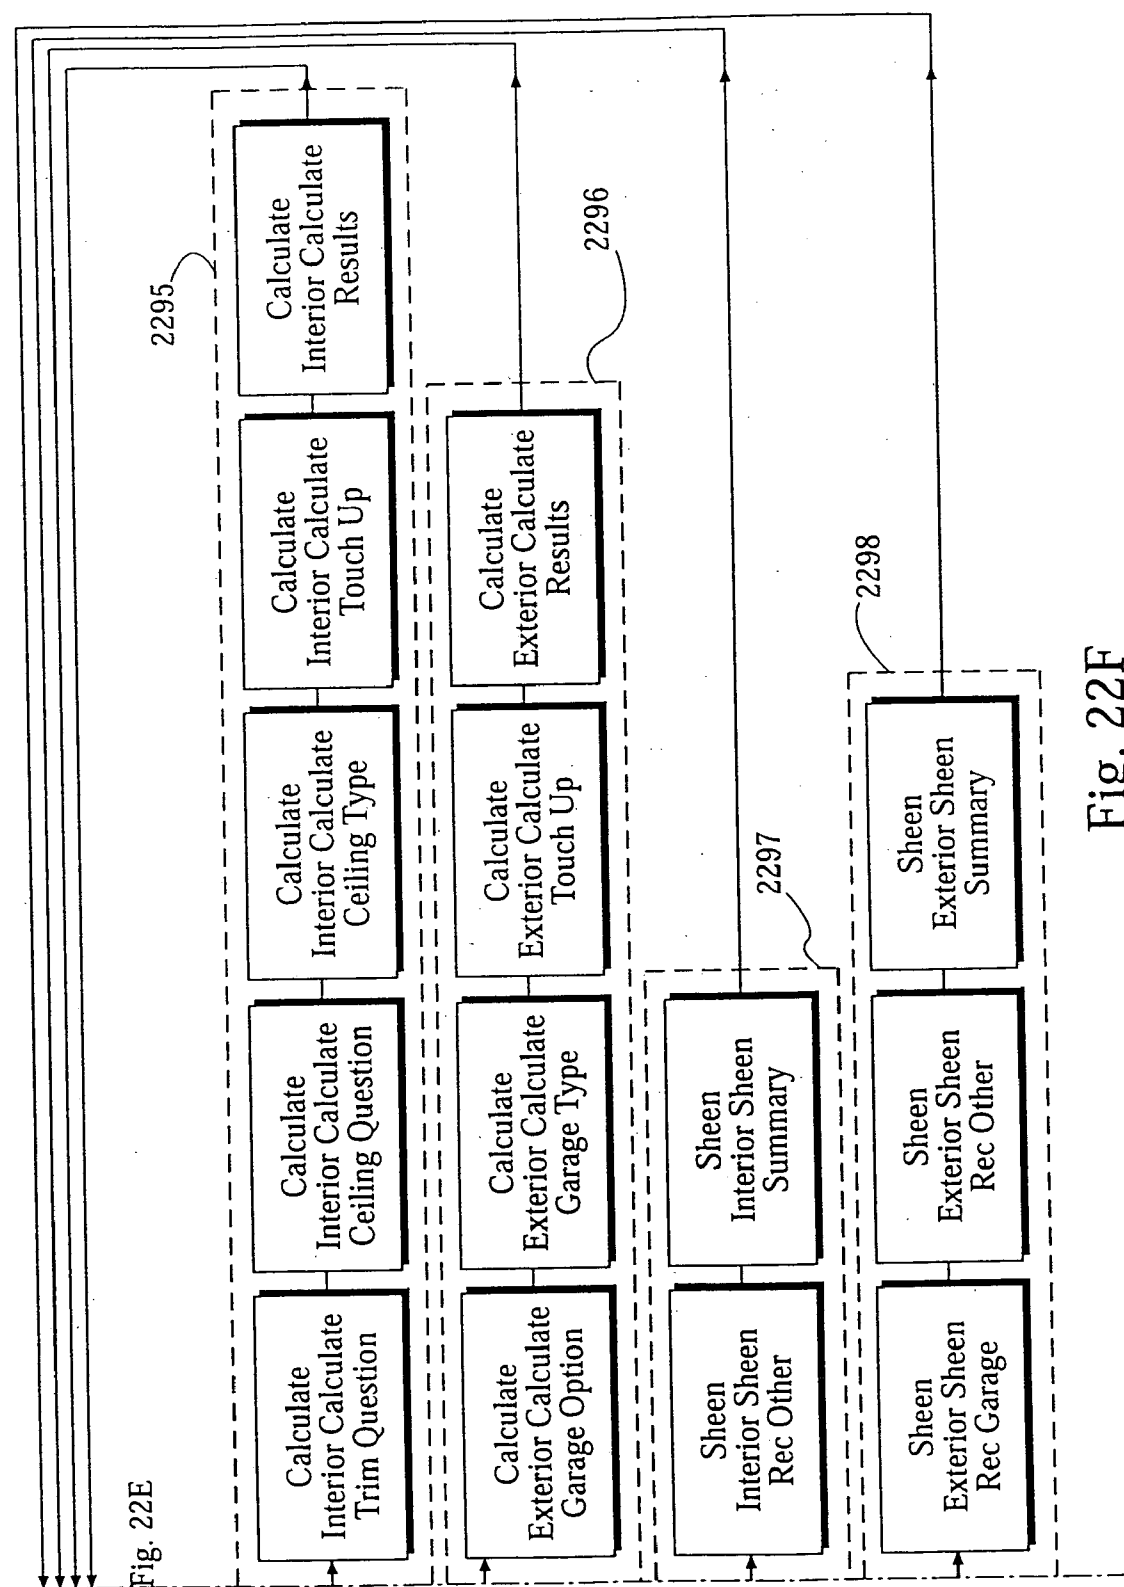 Fig. 22E
2295
Calculate
Interior Calculate
Trim Question
Calculate
Interior Calculate
Ceiling Question
Calculate
Interior Calculate
Ceiling Type
Calculate
Interior Calculate
Touch Up
Calculate
Interior Calculate
Results
2296
Calculate
Exterior Calculate
Garage Option
Calculate
Exterior Calculate
Garage Type
Calculate
Exterior Calculate
Touch Up
Calculate
Exterior Calculate
Results
2297
Sheen
Interior Sheen
Rec Other
Sheen
Interior Sheen
Summary
2298
Sheen
Exterior Sheen
Rec Garage
Sheen
Exterior Sheen
Rec Other
Sheen
Exterior Sheen
Summary
Fig. 22F